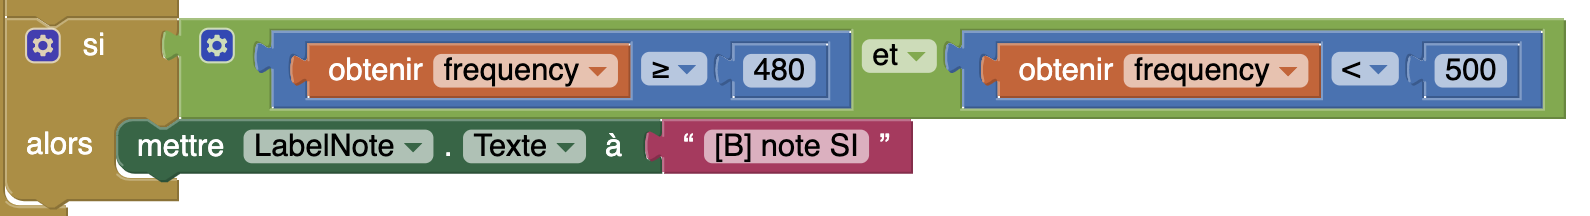 si obtenir frequency ≥ 480 et obtenir frequency < 500
alors mettre LabelNote . Texte à “ [B] note SI ”